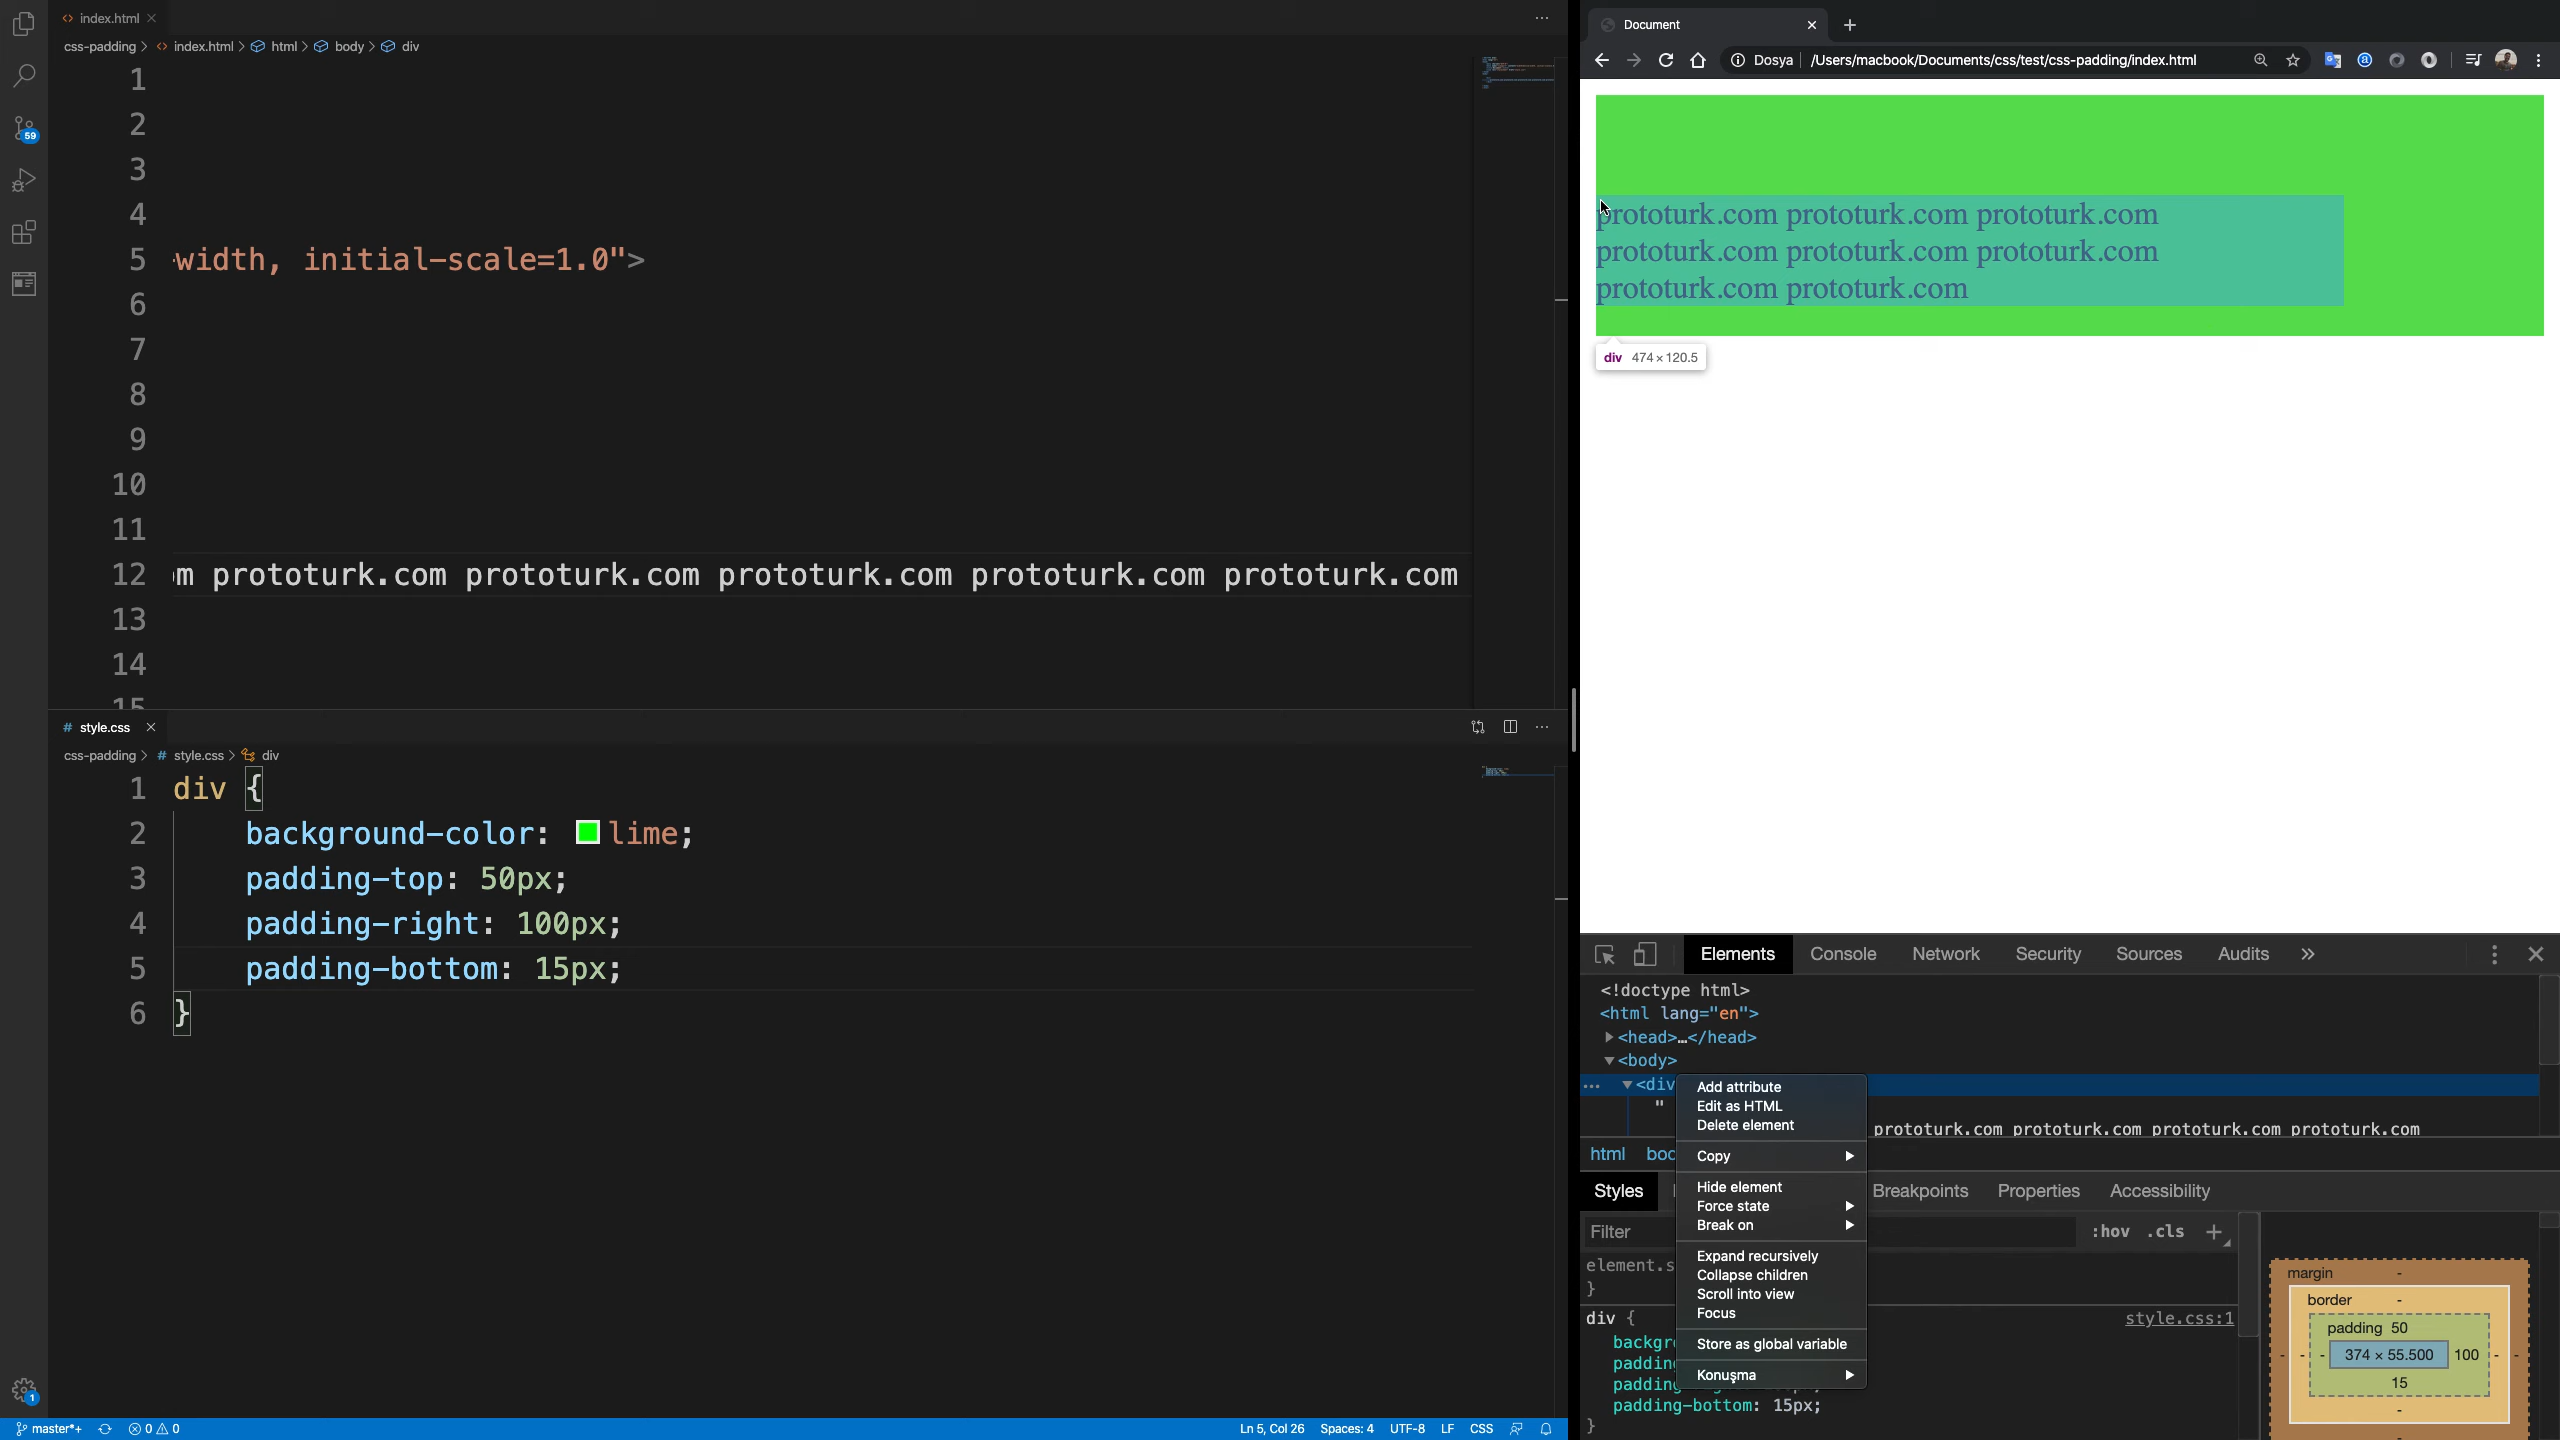 index.html
css-padding > index.html > html > body > div
1
2
3
4
5 width, initial-scale=1.0">
6
7
8
9
10
11
12 m prototurk.com prototurk.com prototurk.com prototurk.com prototurk.com
13
14
15
59
style.css
css-padding > # style.css > div
1 div {
2 background-color: lime;
3 padding-top: 50px;
4 padding-right: 100px;
5 padding-bottom: 15px;
6 }
1
master*+ 0 0 Ln 5, Col 26 Spaces: 4 UTF-8 LF CSS
Document
Dosya /Users/macbook/Documents/css/test/css-padding/index.html
prototurk.com prototurk.com prototurk.com
prototurk.com prototurk.com prototurk.com
prototurk.com prototurk.com
div 474 × 120.5
Elements Console Network Security Sources Audits »
<!doctype html>
<html lang="en">
<head>…</head>
<body>
… <div
"
prototurk.com prototurk.com prototurk.com prototurk.com
html
Styles Breakpoints Properties Accessibility
Filter :hov .cls +
element.s
}
div { style.css:1
backgr
paddin
paddin
padding-bottom: 15px;
}
Add attribute
Edit as HTML
Delete element
Copy
Hide element
Force state
Break on
Expand recursively
Collapse children
Scroll into view
Focus
Store as global variable
Konuşma
margin -
border -
padding 50
- - - 374 × 55.500 100 - -
15
-